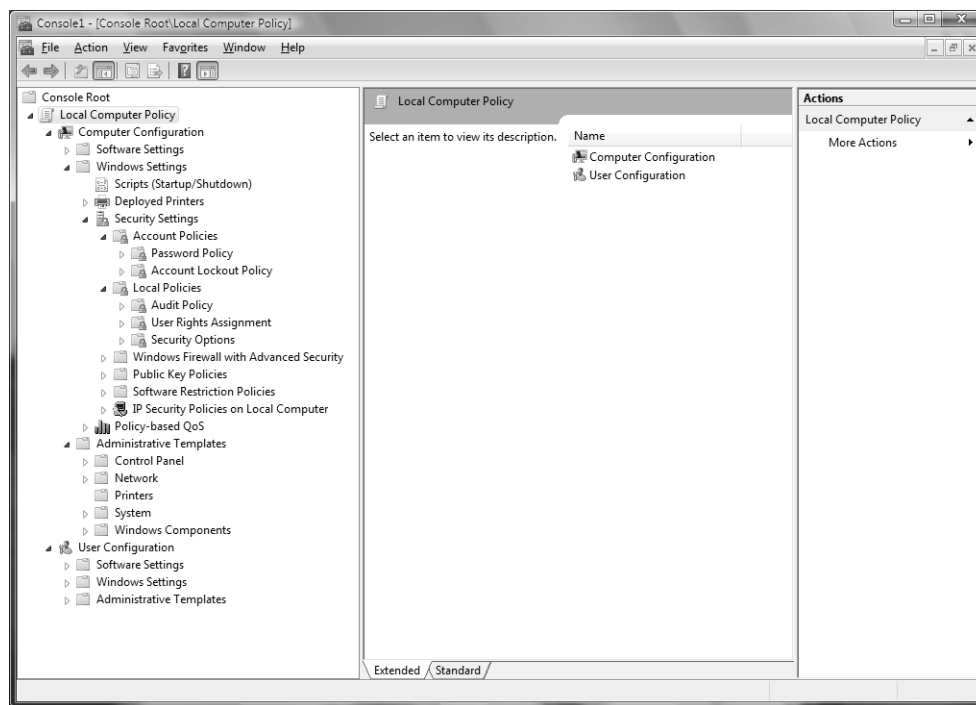 Console1 - [Console Root\Local Computer Policy]
File Action View Favorites Window Help
Console Root
Local Computer Policy
Computer Configuration
Software Settings
Windows Settings
Scripts (Startup/Shutdown)
Deployed Printers
Security Settings
Account Policies
Password Policy
Account Lockout Policy
Local Policies
Audit Policy
User Rights Assignment
Security Options
Windows Firewall with Advanced Security
Public Key Policies
Software Restriction Policies
IP Security Policies on Local Computer
Policy-based QoS
Administrative Templates
Control Panel
Network
Printers
System
Windows Components
User Configuration
Software Settings
Windows Settings
Administrative Templates
Local Computer Policy
Select an item to view its description.
Name
Computer Configuration
User Configuration
Extended Standard
Actions
Local Computer Policy
More Actions